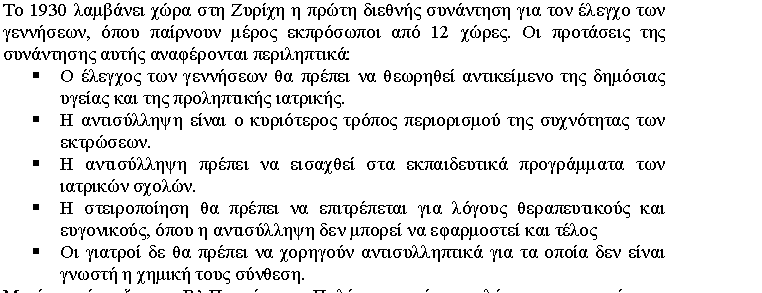 Το 1930 λαμβάνει χώρα στη Ζυρίχη η πρώτη διεθνής συνάντηση για τον έλεγχο των
γεννήσεων, όπου παίρνουν μέρος εκπρόσωποι από 12 χώρες. Οι προτάσεις της
συνάντησης αυτής αναφέρονται περιληπτικά:
▪ Ο έλεγχος των γεννήσεων θα πρέπει να θεωρηθεί αντικείμενο της δημόσιας
υγείας και της προληπτικής ιατρικής.
▪ Η αντισύλληψη είναι ο κυριότερος τρόπος περιορισμού της συχνότητας των
εκτρώσεων.
▪ Η αντισύλληψη πρέπει να εισαχθεί στα εκπαιδευτικά προγράμματα των
ιατρικών σχολών.
▪ Η στειροποίηση θα πρέπει να επιτρέπεται για λόγους θεραπευτικούς και
ευγονικούς, όπου η αντισύλληψη δεν μπορεί να εφαρμοστεί και τέλος
▪ Οι γιατροί δε θα πρέπει να χορηγούν αντισυλληπτικά για τα οποία δεν είναι
γνωστή η χημική τους σύνθεση.